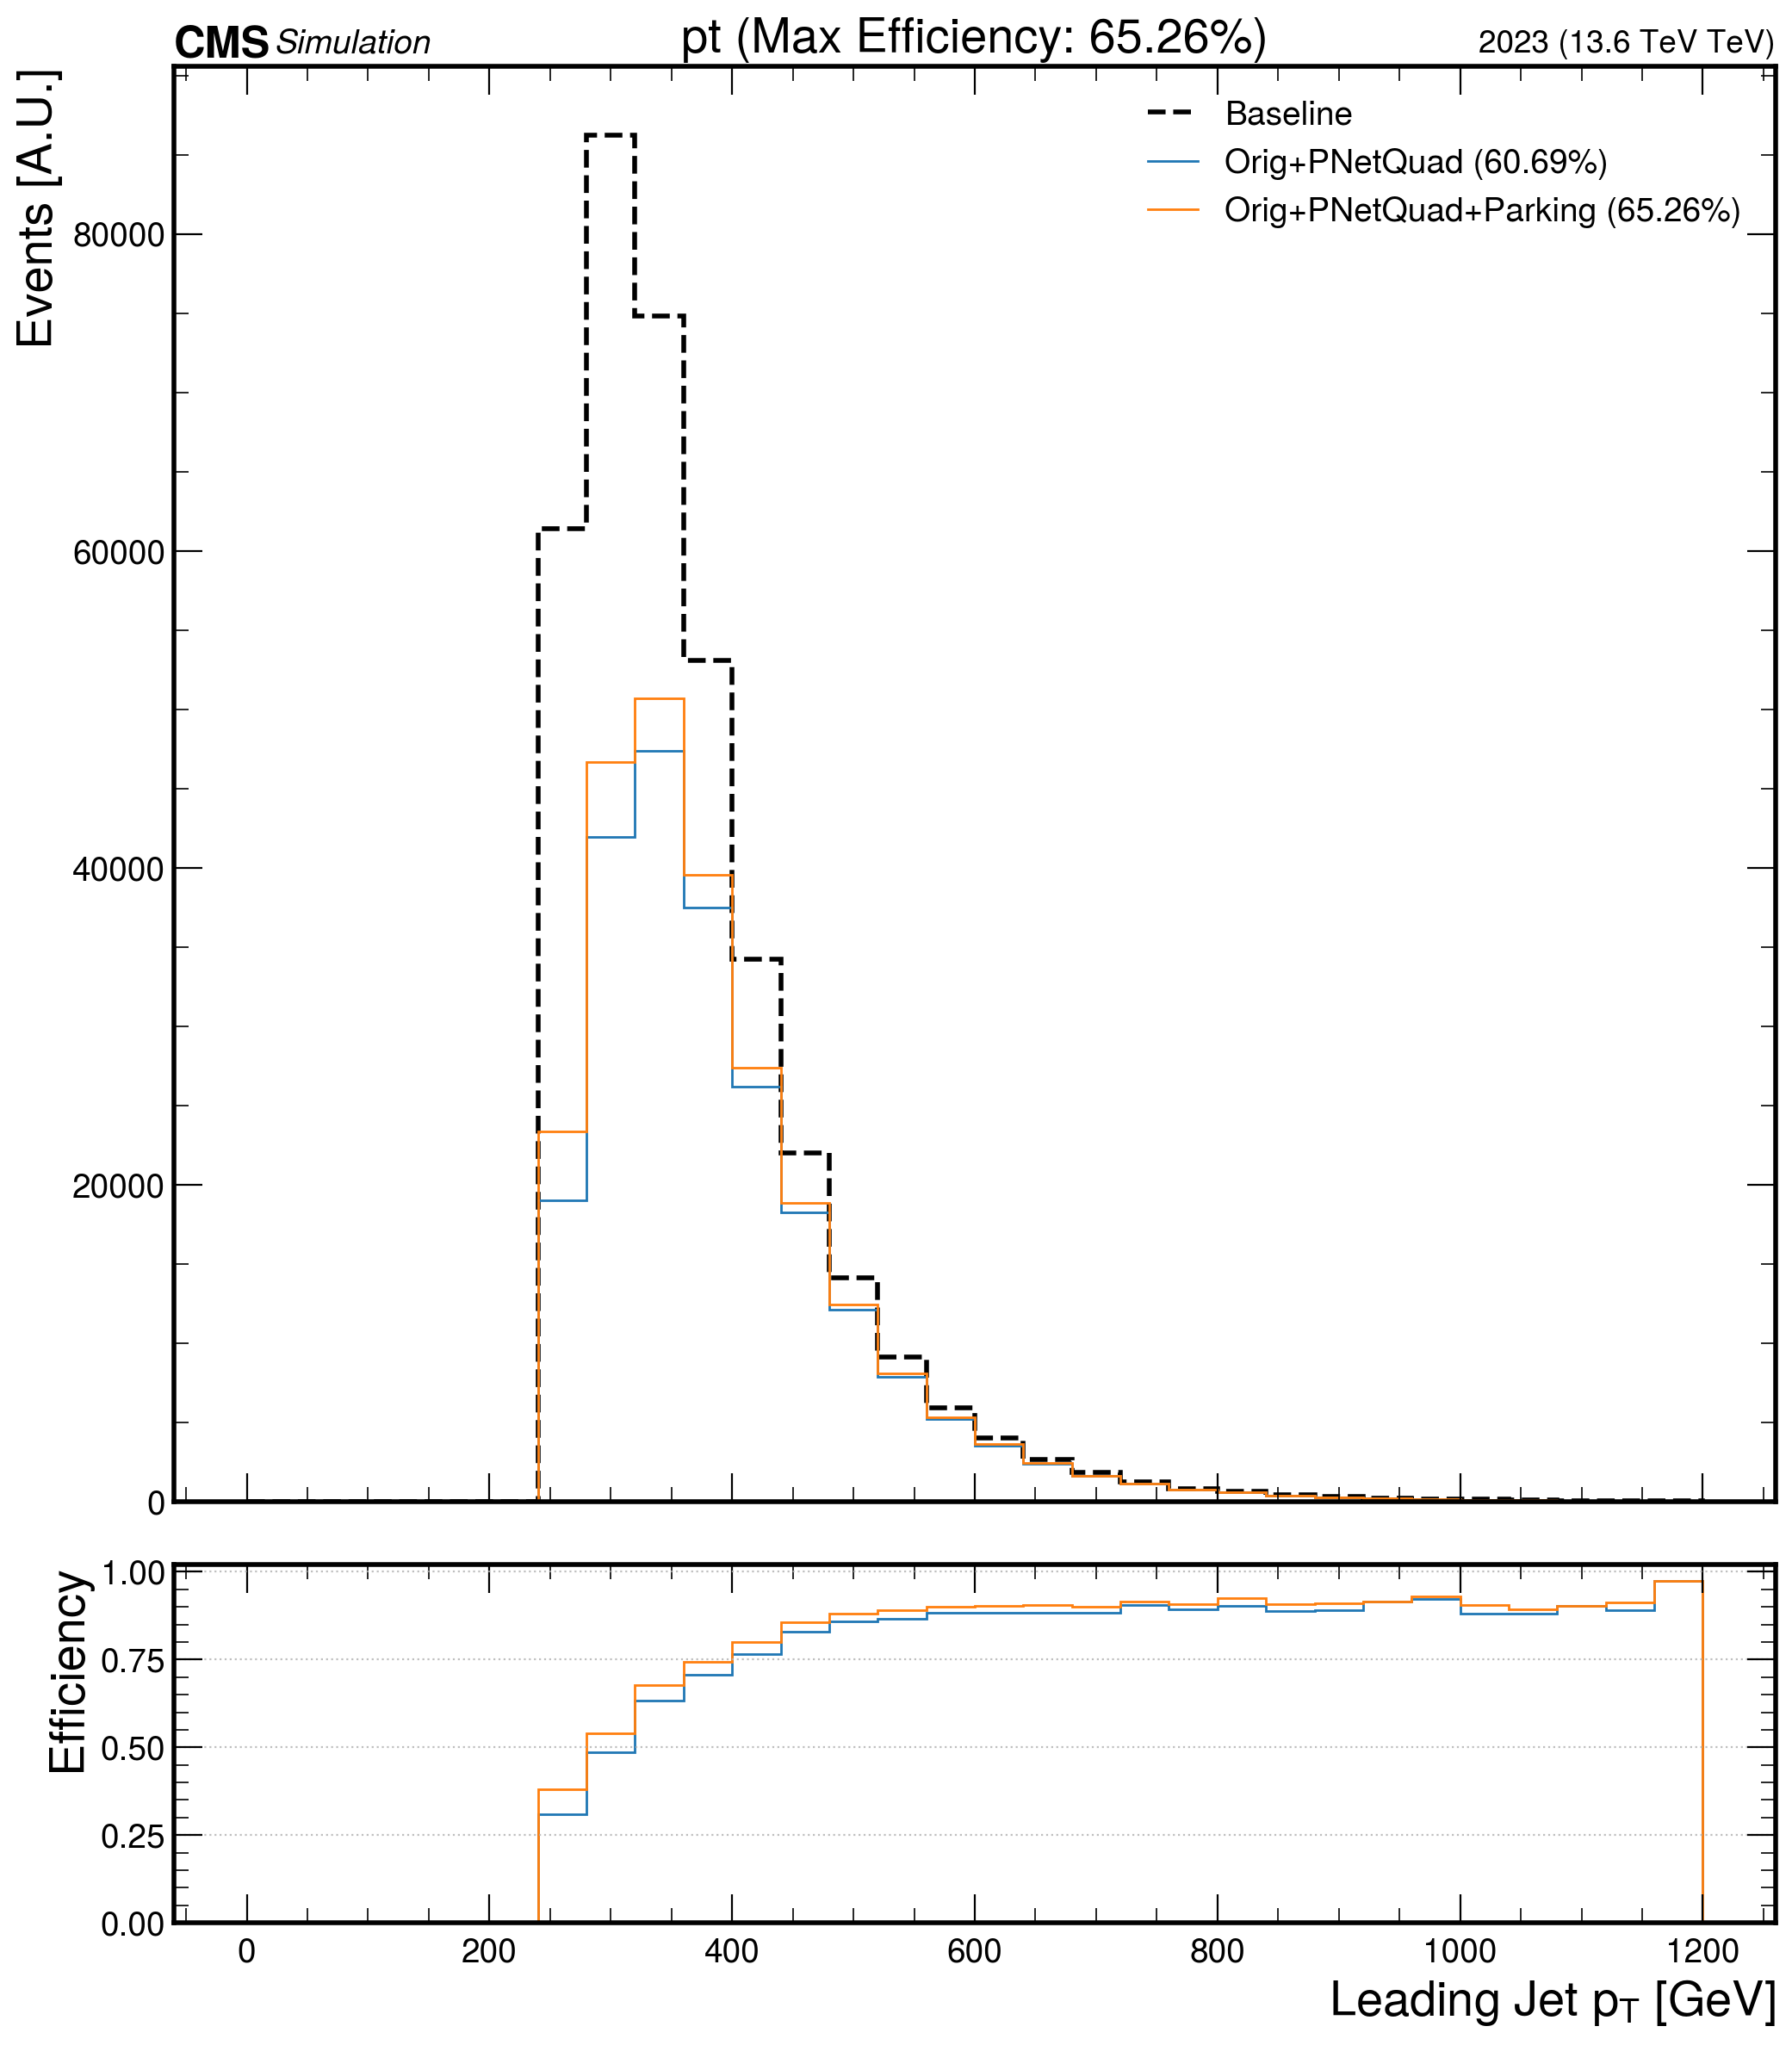 CMS Simulation pt (Max Efficiency: 65.26%) 2023 (13.6 TeV TeV)
Events [A.U.]
Baseline
Orig+PNetQuad (60.69%)
Orig+PNetQuad+Parking (65.26%)
80000
60000
40000
20000
0
Efficiency
1.00
0.75
0.50
0.25
0.00
0 200 400 600 800 1000 1200
Leading Jet pT [GeV]